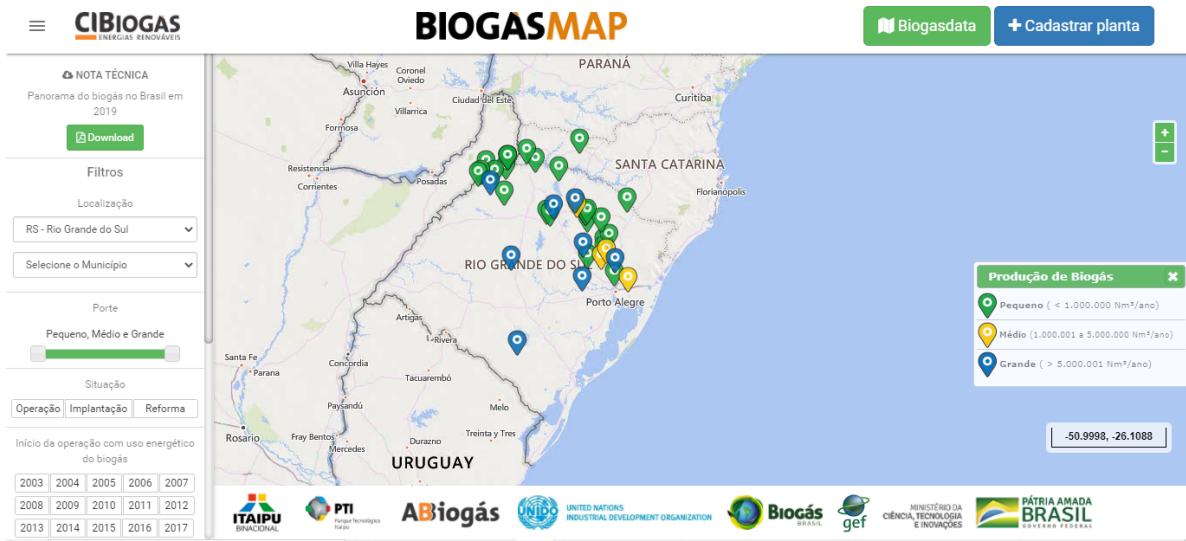 CIBIOGÁS
ENERGIAS RENOVÁVEIS
BIOGÁSMAP
Biogasdata
+ Cadastrar planta
NOTA TÉCNICA
Panorama do biogás no Brasil em
2019
Download
Filtros
Localização
RS - Rio Grande do Sul
Selecione o Município
Porte
Pequeno, Médio e Grande
Situação
Operação Implantação Reforma
Início da operação com uso energético
do biogás
2003 2004 2005 2006 2007
2008 2009 2010 2011 2012
2013 2014 2015 2016 2017
Villa Hayes
Coronel
Oviedo
PARANÁ
Asunción
Ciudad del Este
Curitiba
Villarrica
Formosa
Resistencia
SANTA CATARINA
Corrientes
Posadas
Florianópolis
RIO GRANDE DO SUL
Porto Alegre
Artigas
Rivera
Santa Fe
Concordia
Parana
Tacuarembó
Paysandú
Melo
Rosario
Fray Bentos
Durazno
Treinta y Tres
Mercedes
URUGUAY
+
-
Produção de Biogás ×
Pequeno ( < 1.000.000 Nm³/ano)
Médio (1.000.001 a 5.000.000 Nm³/ano)
Grande ( > 5.000.001 Nm³/ano)
-50.9998, -26.1088
ITAIPU
BINACIONAL
PTI
Parque Tecnológico
Itaipu
ABiogás
UNIDO
UNITED NATIONS
INDUSTRIAL DEVELOPMENT ORGANIZATION
Biogás
BRASIL
gef
MINISTÉRIO DA
CIÊNCIA, TECNOLOGIA
E INOVAÇÕES
PÁTRIA AMADA
BRASIL
GOVERNO FEDERAL